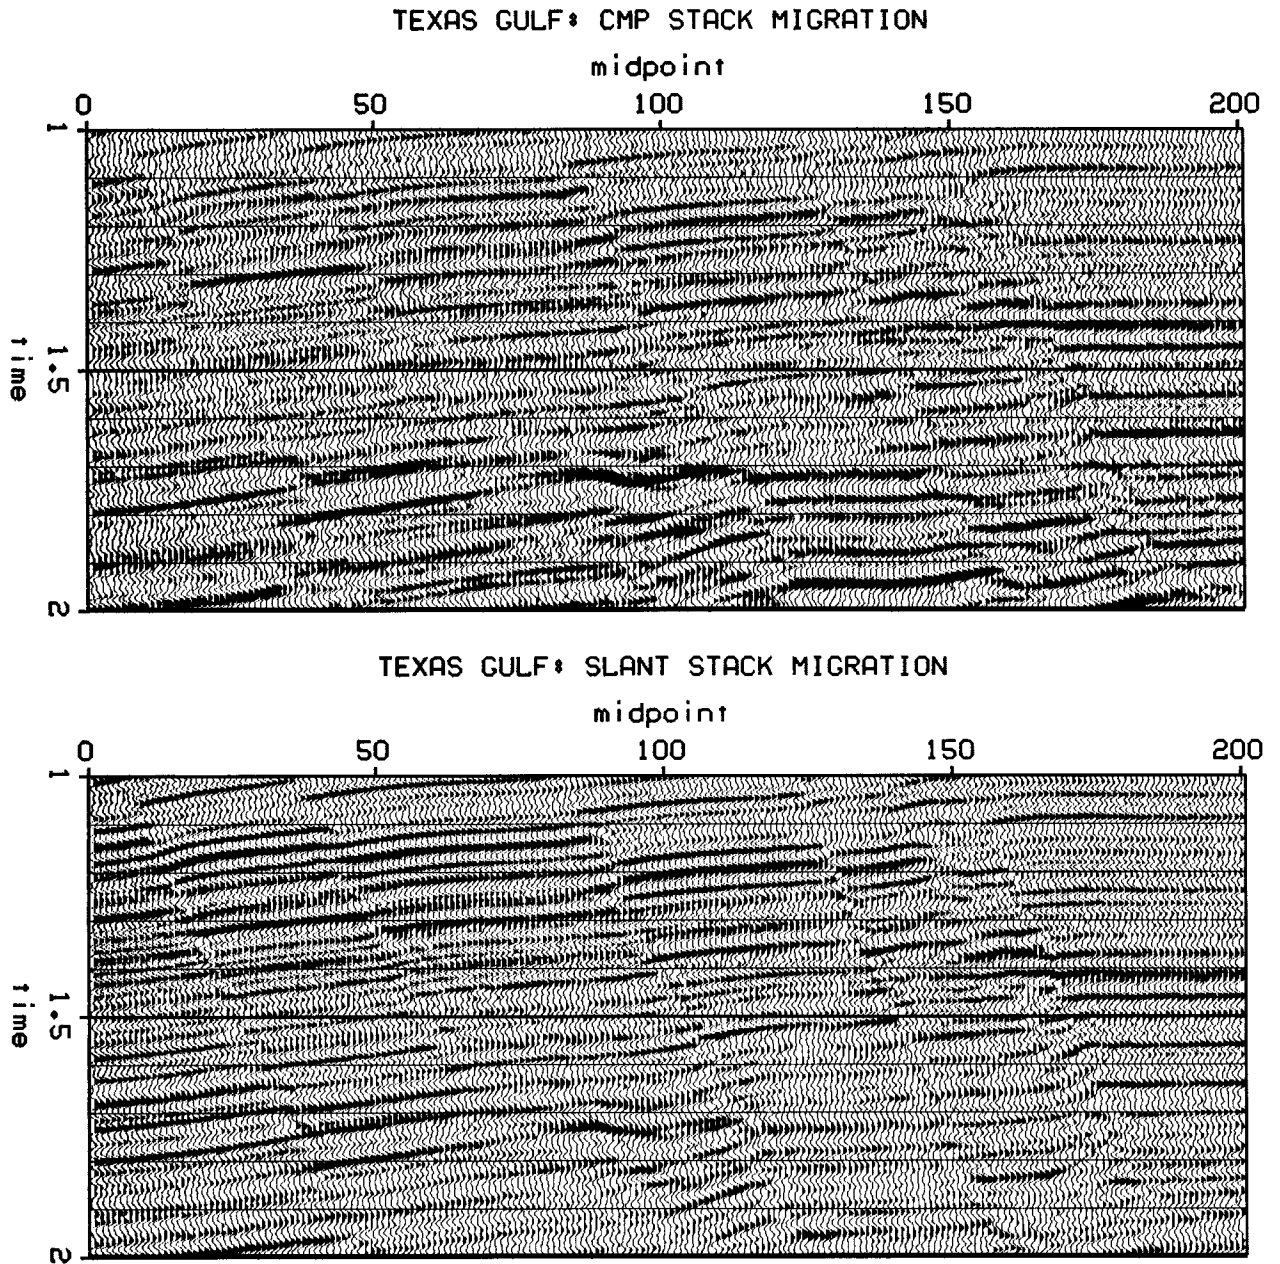 TEXAS GULF: CMP STACK MIGRATION
midpoint
0 50 100 150 200
1
1.5
time
2
TEXAS GULF: SLANT STACK MIGRATION
midpoint
0 50 100 150 200
1
1.5
time
2